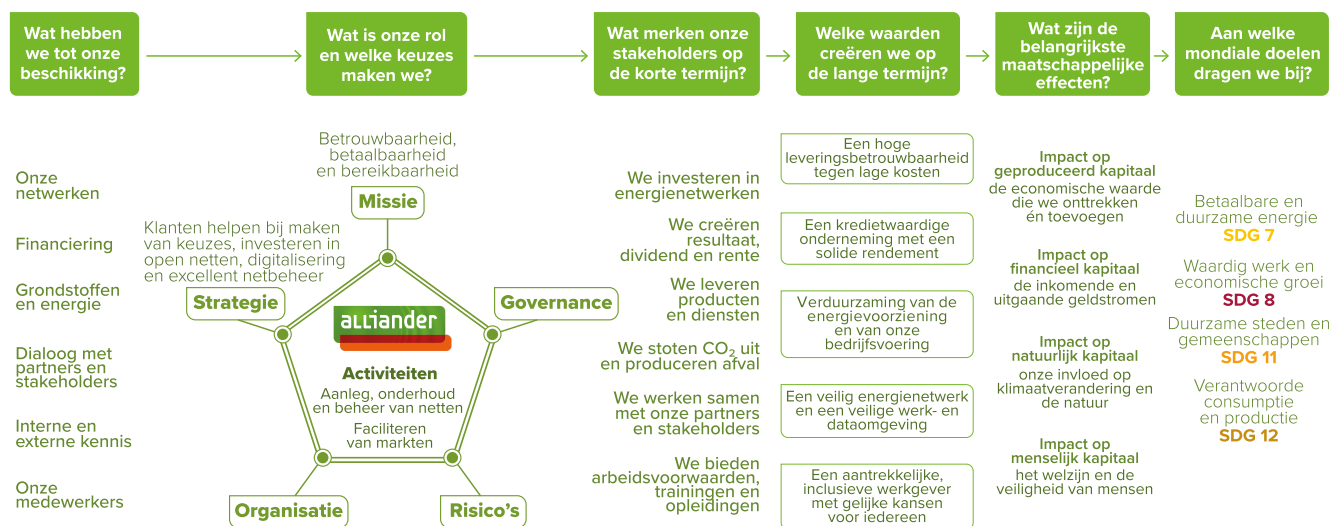 Wat hebben
we tot onze
beschikking?
Wat is onze rol
en welke keuzes
maken we?
Wat merken onze
stakeholders op
de korte termijn?
Welke waarden
creëren we op
de lange termijn?
Wat zijn de
belangrijkste
maatschappelijke
effecten?
Aan welke
mondiale doelen
dragen we bij?
Onze
netwerken
Financiering
Grondstoffen
en energie
Dialoog met
partners en
stakeholders
Interne en
externe kennis
Onze
medewerkers
Betrouwbaarheid,
betaalbaarheid
en bereikbaarheid
Missie
Klanten helpen bij maken
van keuzes, investeren in
open netten, digitalisering
en excellent netbeheer
Strategie
Governance
alliander
Activiteiten
Aanleg, onderhoud
en beheer van netten
Faciliteren
van markten
Organisatie
Risico's
We investeren in
energienetwerken
We creëren
resultaat,
dividend en rente
We leveren
producten
en diensten
We stoten CO₂ uit
en produceren afval
We werken samen
met onze partners
en stakeholders
We bieden
arbeidsvoorwaarden,
trainingen en
opleidingen
Een hoge
leveringsbetrouwbaarheid
tegen lage kosten
Een kredietwaardige
onderneming met een
solide rendement
Verduurzaming van de
energievoorziening
en van onze
bedrijfsvoering
Een veilig energienetwerk
en een veilige werk- en
dataomgeving
Een aantrekkelijke,
inclusieve werkgever
met gelijke kansen
voor iedereen
Impact op
geproduceerd kapitaal
de economische waarde
die we onttrekken
én toevoegen
Impact op
financieel kapitaal
de inkomende en
uitgaande geldstromen
Impact op
natuurlijk kapitaal
onze invloed op
klimaatverandering en
de natuur
Impact op
menselijk kapitaal
het welzijn en de
veiligheid van mensen
Betaalbare en
duurzame energie
SDG 7
Waardig werk en
economische groei
SDG 8
Duurzame steden en
gemeenschappen
SDG 11
Verantwoorde
consumptie
en productie
SDG 12